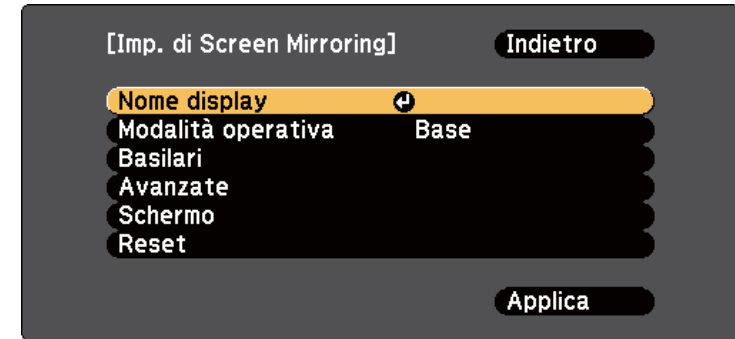 [Imp. di Screen Mirroring] Indietro
Nome display
Modalità operativa Base
Basilari
Avanzate
Schermo
Reset
Applica